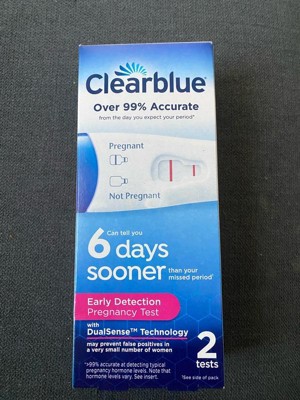 Clearblue®
Over 99% Accurate
from the day you expect your period*
Pregnant
Not Pregnant
Can tell you
6 days
sooner than your
missed period†
Early Detection
Pregnancy Test
with
DualSense™ Technology
may prevent false positives in
a very small number of women
*>99% accurate at detecting typical
pregnancy hormone levels. Note that
hormone levels vary. See insert.
2
tests
†See side of pack